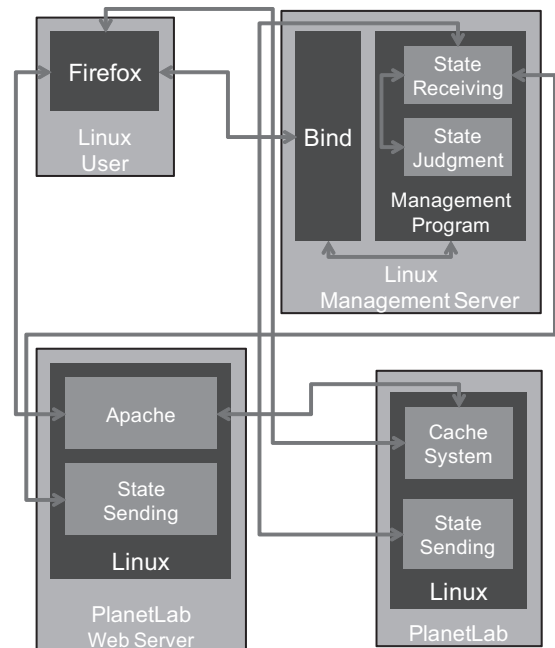 Firefox
Linux
User
Bind
State
Receiving
State
Judgment
Management
Program
Linux
Management Server
Apache
State
Sending
Linux
PlanetLab
Web Server
Cache
System
State
Sending
Linux
PlanetLab